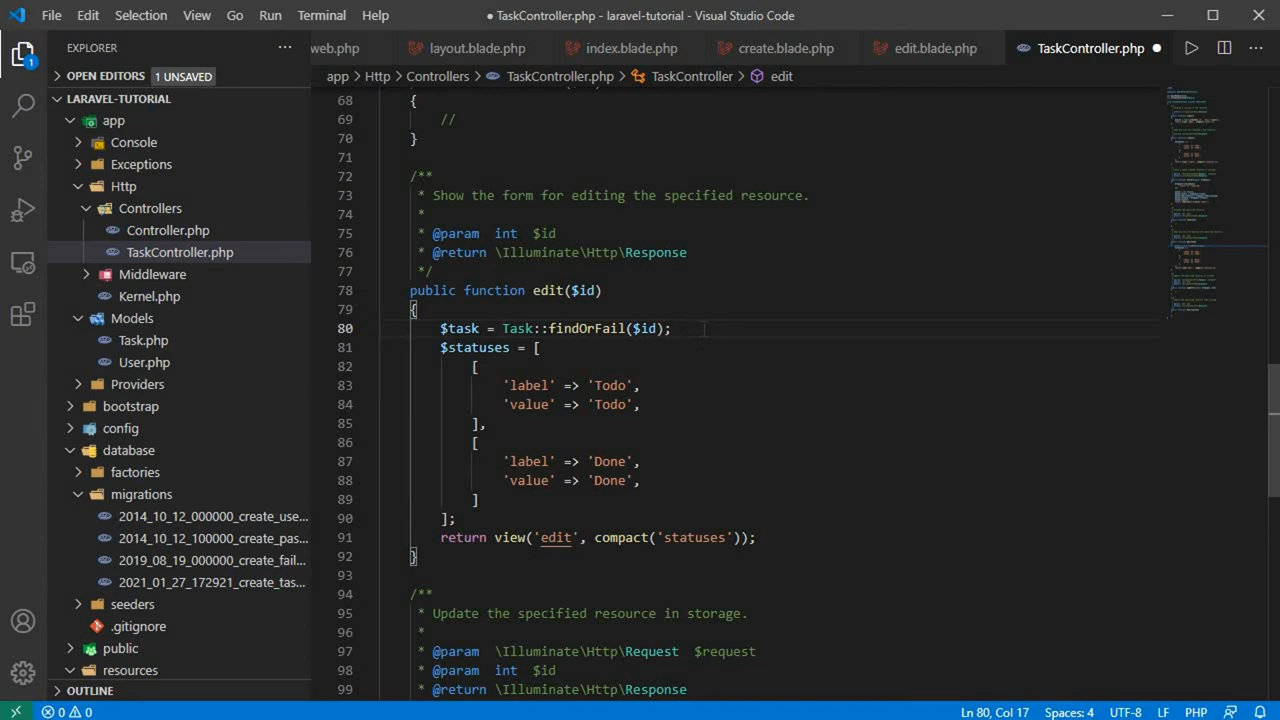 File Edit Selection View Go Run Terminal Help
● TaskController.php - laravel-tutorial - Visual Studio Code
EXPLORER
OPEN EDITORS 1 UNSAVED
LARAVEL-TUTORIAL
app
Console
Exceptions
Http
Controllers
Controller.php
TaskController.php
Middleware
Kernel.php
Models
Task.php
User.php
Providers
bootstrap
config
database
factories
migrations
2014_10_12_000000_create_use...
2014_10_12_100000_create_pas...
2019_08_19_000000_create_fail...
2021_01_27_172921_create_tas...
seeders
.gitignore
public
resources
OUTLINE
web.php layout.blade.php index.blade.php create.blade.php edit.blade.php TaskController.php
app > Http > Controllers > TaskController.php > TaskController > edit
68 {
69 //
70 }
71
72 /**
73 * Show the form for editing the specified resource.
74 *
75 * @param int $id
76 * @return \Illuminate\Http\Response
77 */
78 public function edit($id)
79 {
80 $task = Task::findOrFail($id);
81 $statuses = [
82 [
83 'label' => 'Todo',
84 'value' => 'Todo',
85 ],
86 [
87 'label' => 'Done',
88 'value' => 'Done',
89 ]
90 ];
91 return view('edit', compact('statuses'));
92 }
93
94 /**
95 * Update the specified resource in storage.
96 *
97 * @param \Illuminate\Http\Request $request
98 * @param int $id
99 * @return \Illuminate\Http\Response
1
0 0
Ln 80, Col 17 Spaces: 4 UTF-8 LF PHP